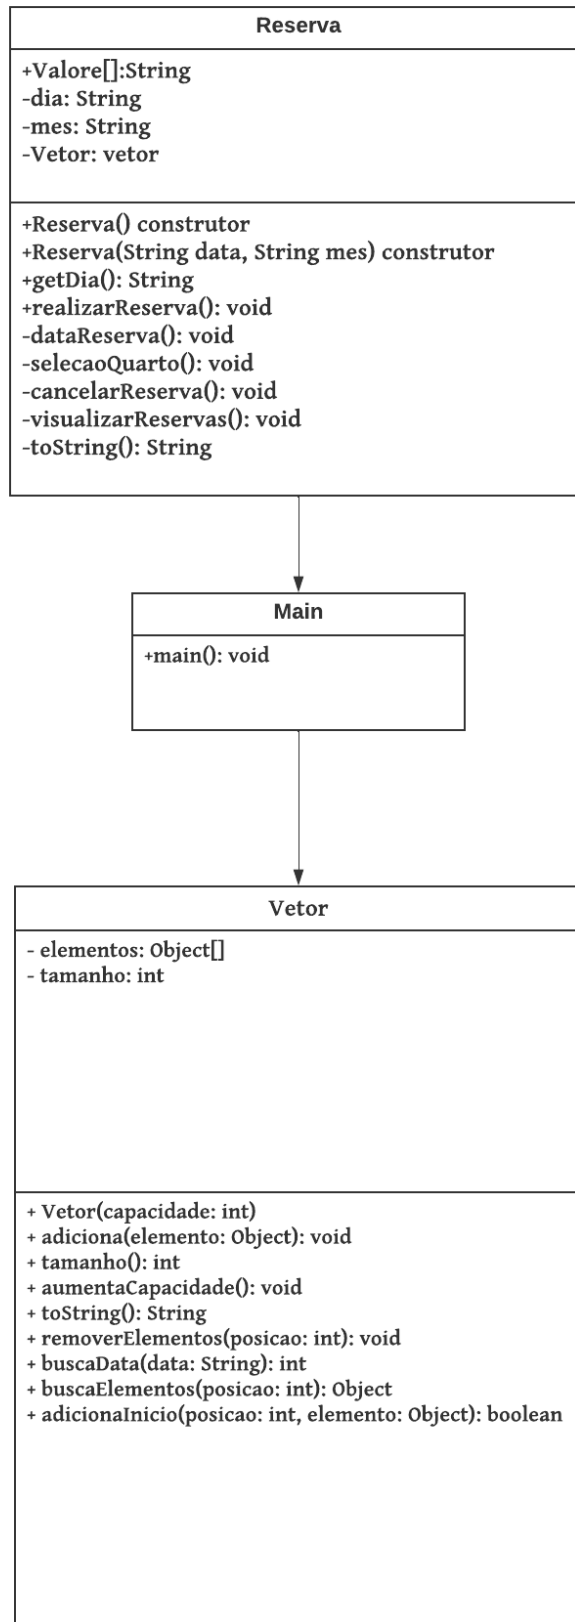 Reserva
+Valore[]:String
-dia: String
-mes: String
-Vetor: vetor
+Reserva() construtor
+Reserva(String data, String mes) construtor
+getDia(): String
+realizarReserva(): void
-dataReserva(): void
-selecaoQuarto(): void
-cancelarReserva(): void
-visualizarReservas(): void
-toString(): String
Main
+main(): void
Vetor
- elementos: Object[]
- tamanho: int
+ Vetor(capacidade: int)
+ adiciona(elemento: Object): void
+ tamanho(): int
+ aumentaCapacidade(): void
+ toString(): String
+ removerElementos(posicao: int): void
+ buscaData(data: String): int
+ buscaElementos(posicao: int): Object
+ adicionaInicio(posicao: int, elemento: Object): boolean